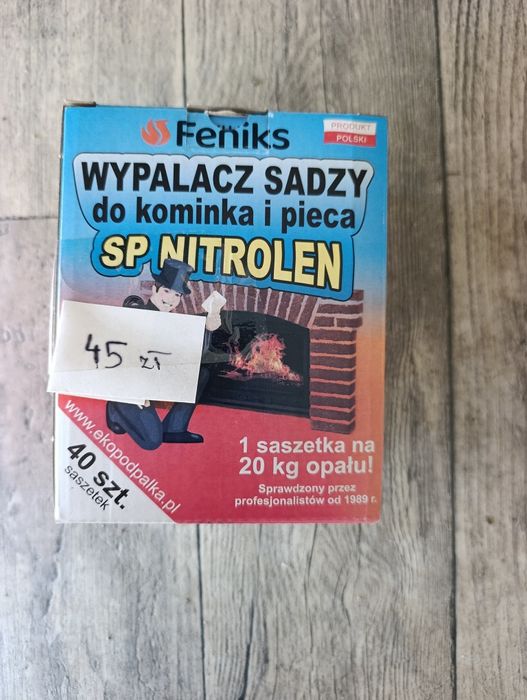 Feniks
PRODUKT
POLSKI
WYPALACZ SADZY
do kominka i pieca
SP NITROLEN
45 zł
www.ekopodpalka.pl
40 szt.
saszetek
1 saszetka na
20 kg opału!
Sprawdzony przez
profesjonalistów od 1989 r.